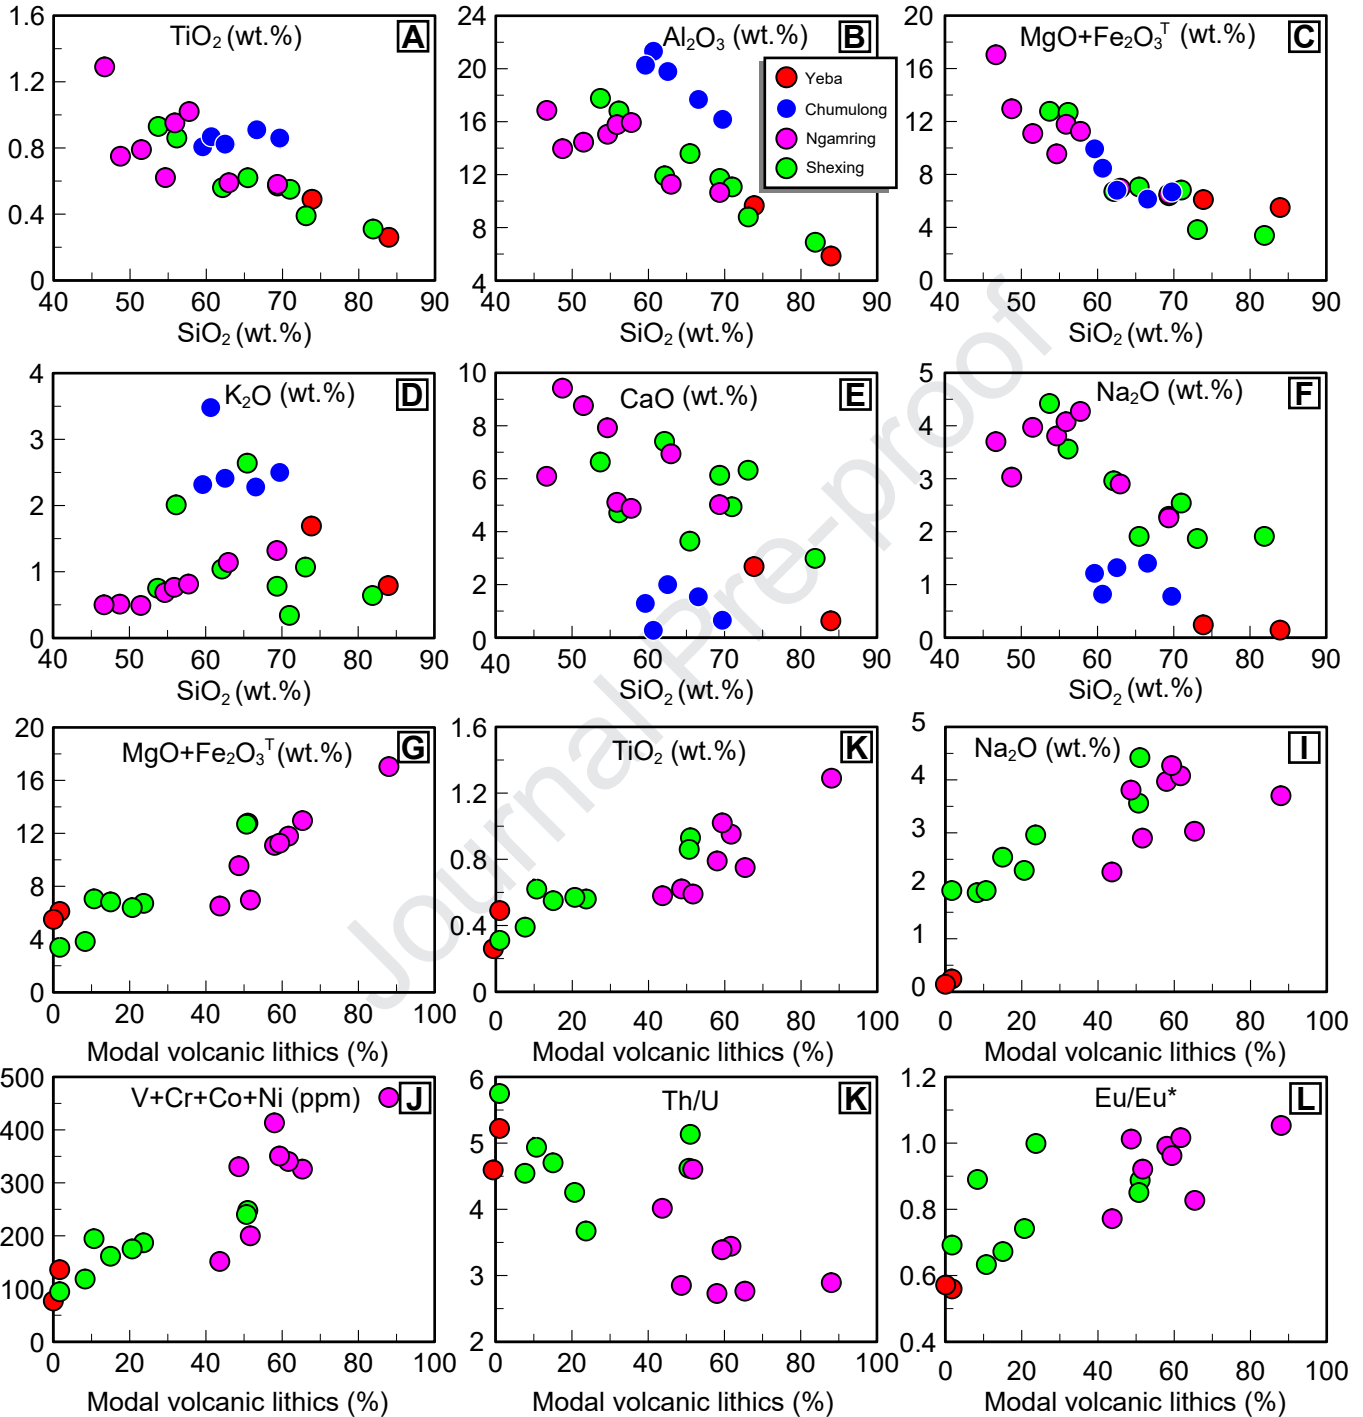 TiO2 (wt.%) A
1.6
1.2
0.8
0.4
0
40 50 60 70 80 90
SiO2 (wt.%)
Al2O3 (wt.%) B
24
20
16
12
8
4
40 50 60 70 80 90
SiO2 (wt.%)
Yeba
Chumulong
Ngamring
Shexing
MgO+Fe2O3T (wt.%) C
20
16
12
8
4
0
40 50 60 70 80 90
SiO2 (wt.%)
K2O (wt.%) D
4
3
2
1
0
40 50 60 70 80 90
SiO2 (wt.%)
CaO (wt.%) E
10
8
6
4
2
0
40 50 60 70 80 90
SiO2 (wt.%)
Na2O (wt.%) F
5
4
3
2
1
0
40 50 60 70 80 90
SiO2 (wt.%)
MgO+Fe2O3T (wt.%) G
20
16
12
8
4
0
0 20 40 60 80 100
Modal volcanic lithics (%)
TiO2 (wt.%) K
1.6
1.2
0.8
0.4
0
0 20 40 60 80 100
Modal volcanic lithics (%)
Na2O (wt.%) I
5
4
3
2
1
0
0 20 40 60 80 100
Modal volcanic lithics (%)
V+Cr+Co+Ni (ppm) J
500
400
300
200
100
0
0 20 40 60 80 100
Modal volcanic lithics (%)
Th/U K
6
5
4
3
2
0 20 40 60 80 100
Modal volcanic lithics (%)
Eu/Eu* L
1.2
1.0
0.8
0.6
0.4
0 20 40 60 80 100
Modal volcanic lithics (%)
Journal Pre-proof